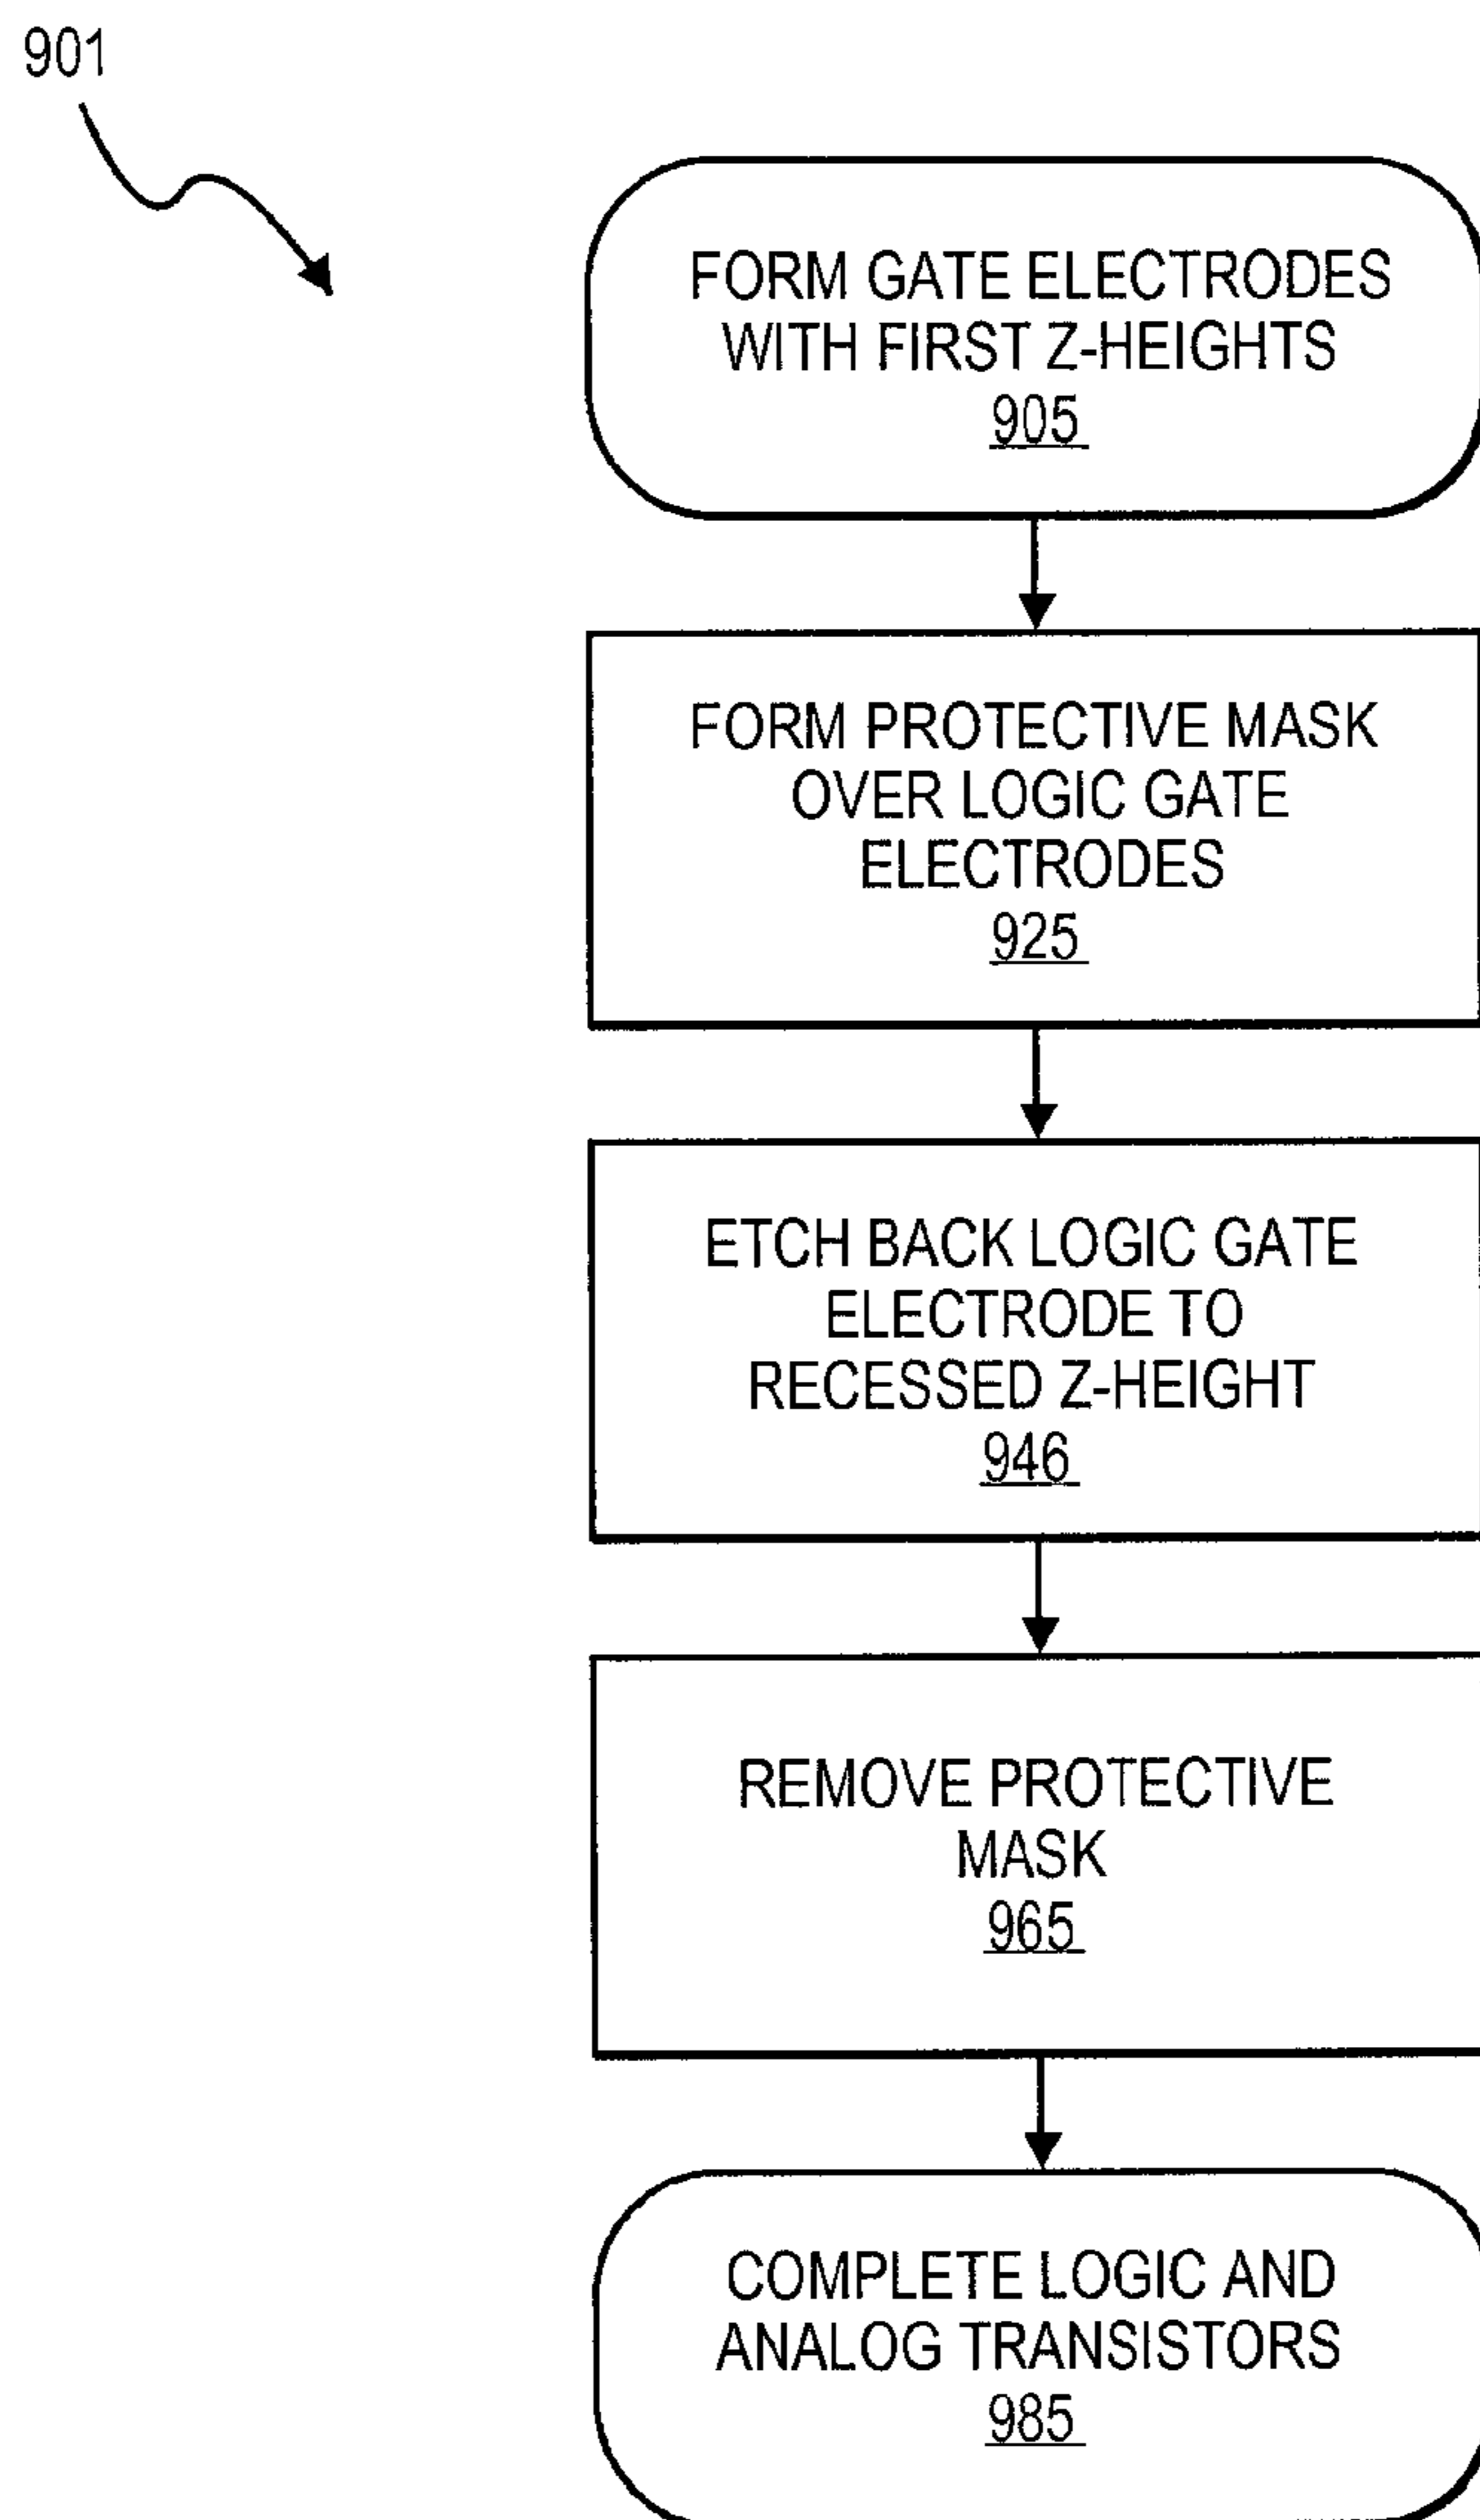 901
FORM GATE ELECTRODES
WITH FIRST Z-HEIGHTS
905
FORM PROTECTIVE MASK
OVER LOGIC GATE
ELECTRODES
925
ETCH BACK LOGIC GATE
ELECTRODE TO
RECESSED Z-HEIGHT
946
REMOVE PROTECTIVE
MASK
965
COMPLETE LOGIC AND
ANALOG TRANSISTORS
985